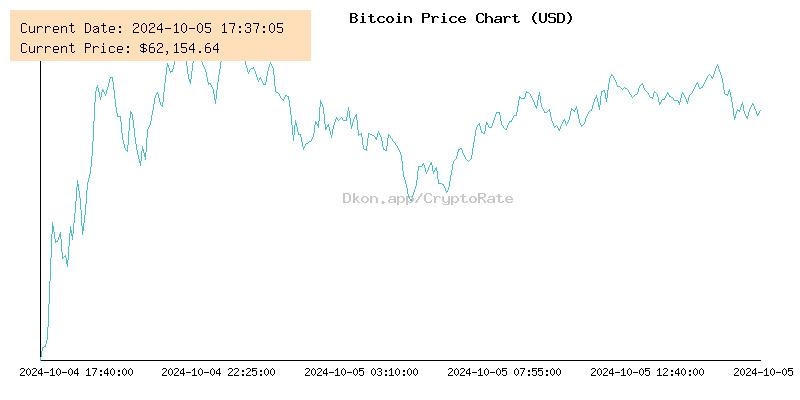 Bitcoin Price Chart (USD)
Current Date: 2024-10-05 17:37:05
Current Price: $62,154.64
Dkon.app/CryptoRate
2024-10-04 17:40:00
2024-10-04 22:25:00
2024-10-05 03:10:00
2024-10-05 07:55:00
2024-10-05 12:40:00
2024-10-05